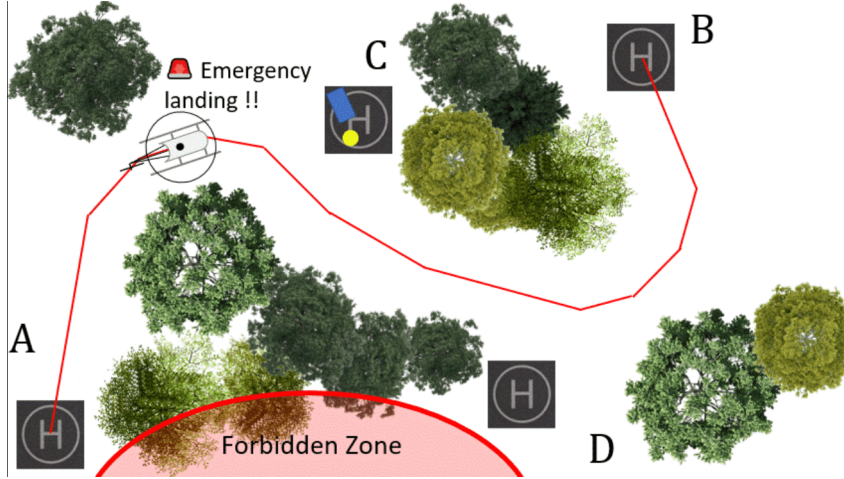 B
C
🚨 Emergency
landing !!
H
H
A
H
H
Forbidden Zone
D